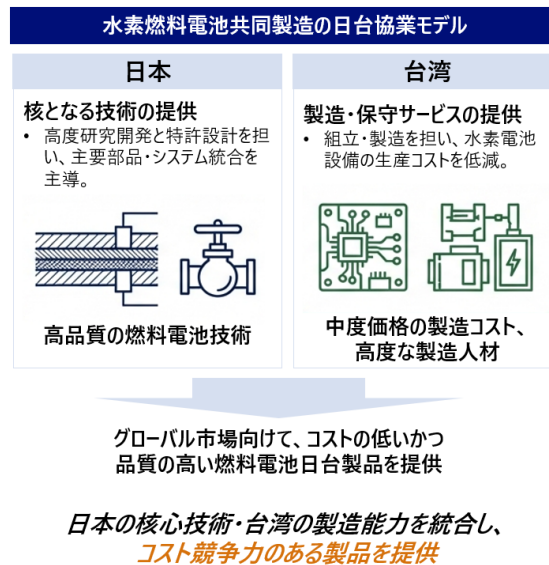 水素燃料電池共同製造の日台協業モデル
日本
核となる技術の提供
• 高度研究開発と特許設計を担
い、主要部品・システム統合を
主導。
高品質の燃料電池技術
台湾
製造・保守サービスの提供
• 組立・製造を担い、水素電池
設備の生産コストを低減。
中度価格の製造コスト、
高度な製造人材
グローバル市場向けて、コストの低いかつ
品質の高い燃料電池日台製品を提供
日本の核心技術・台湾の製造能力を統合し、
コスト競争力のある製品を提供